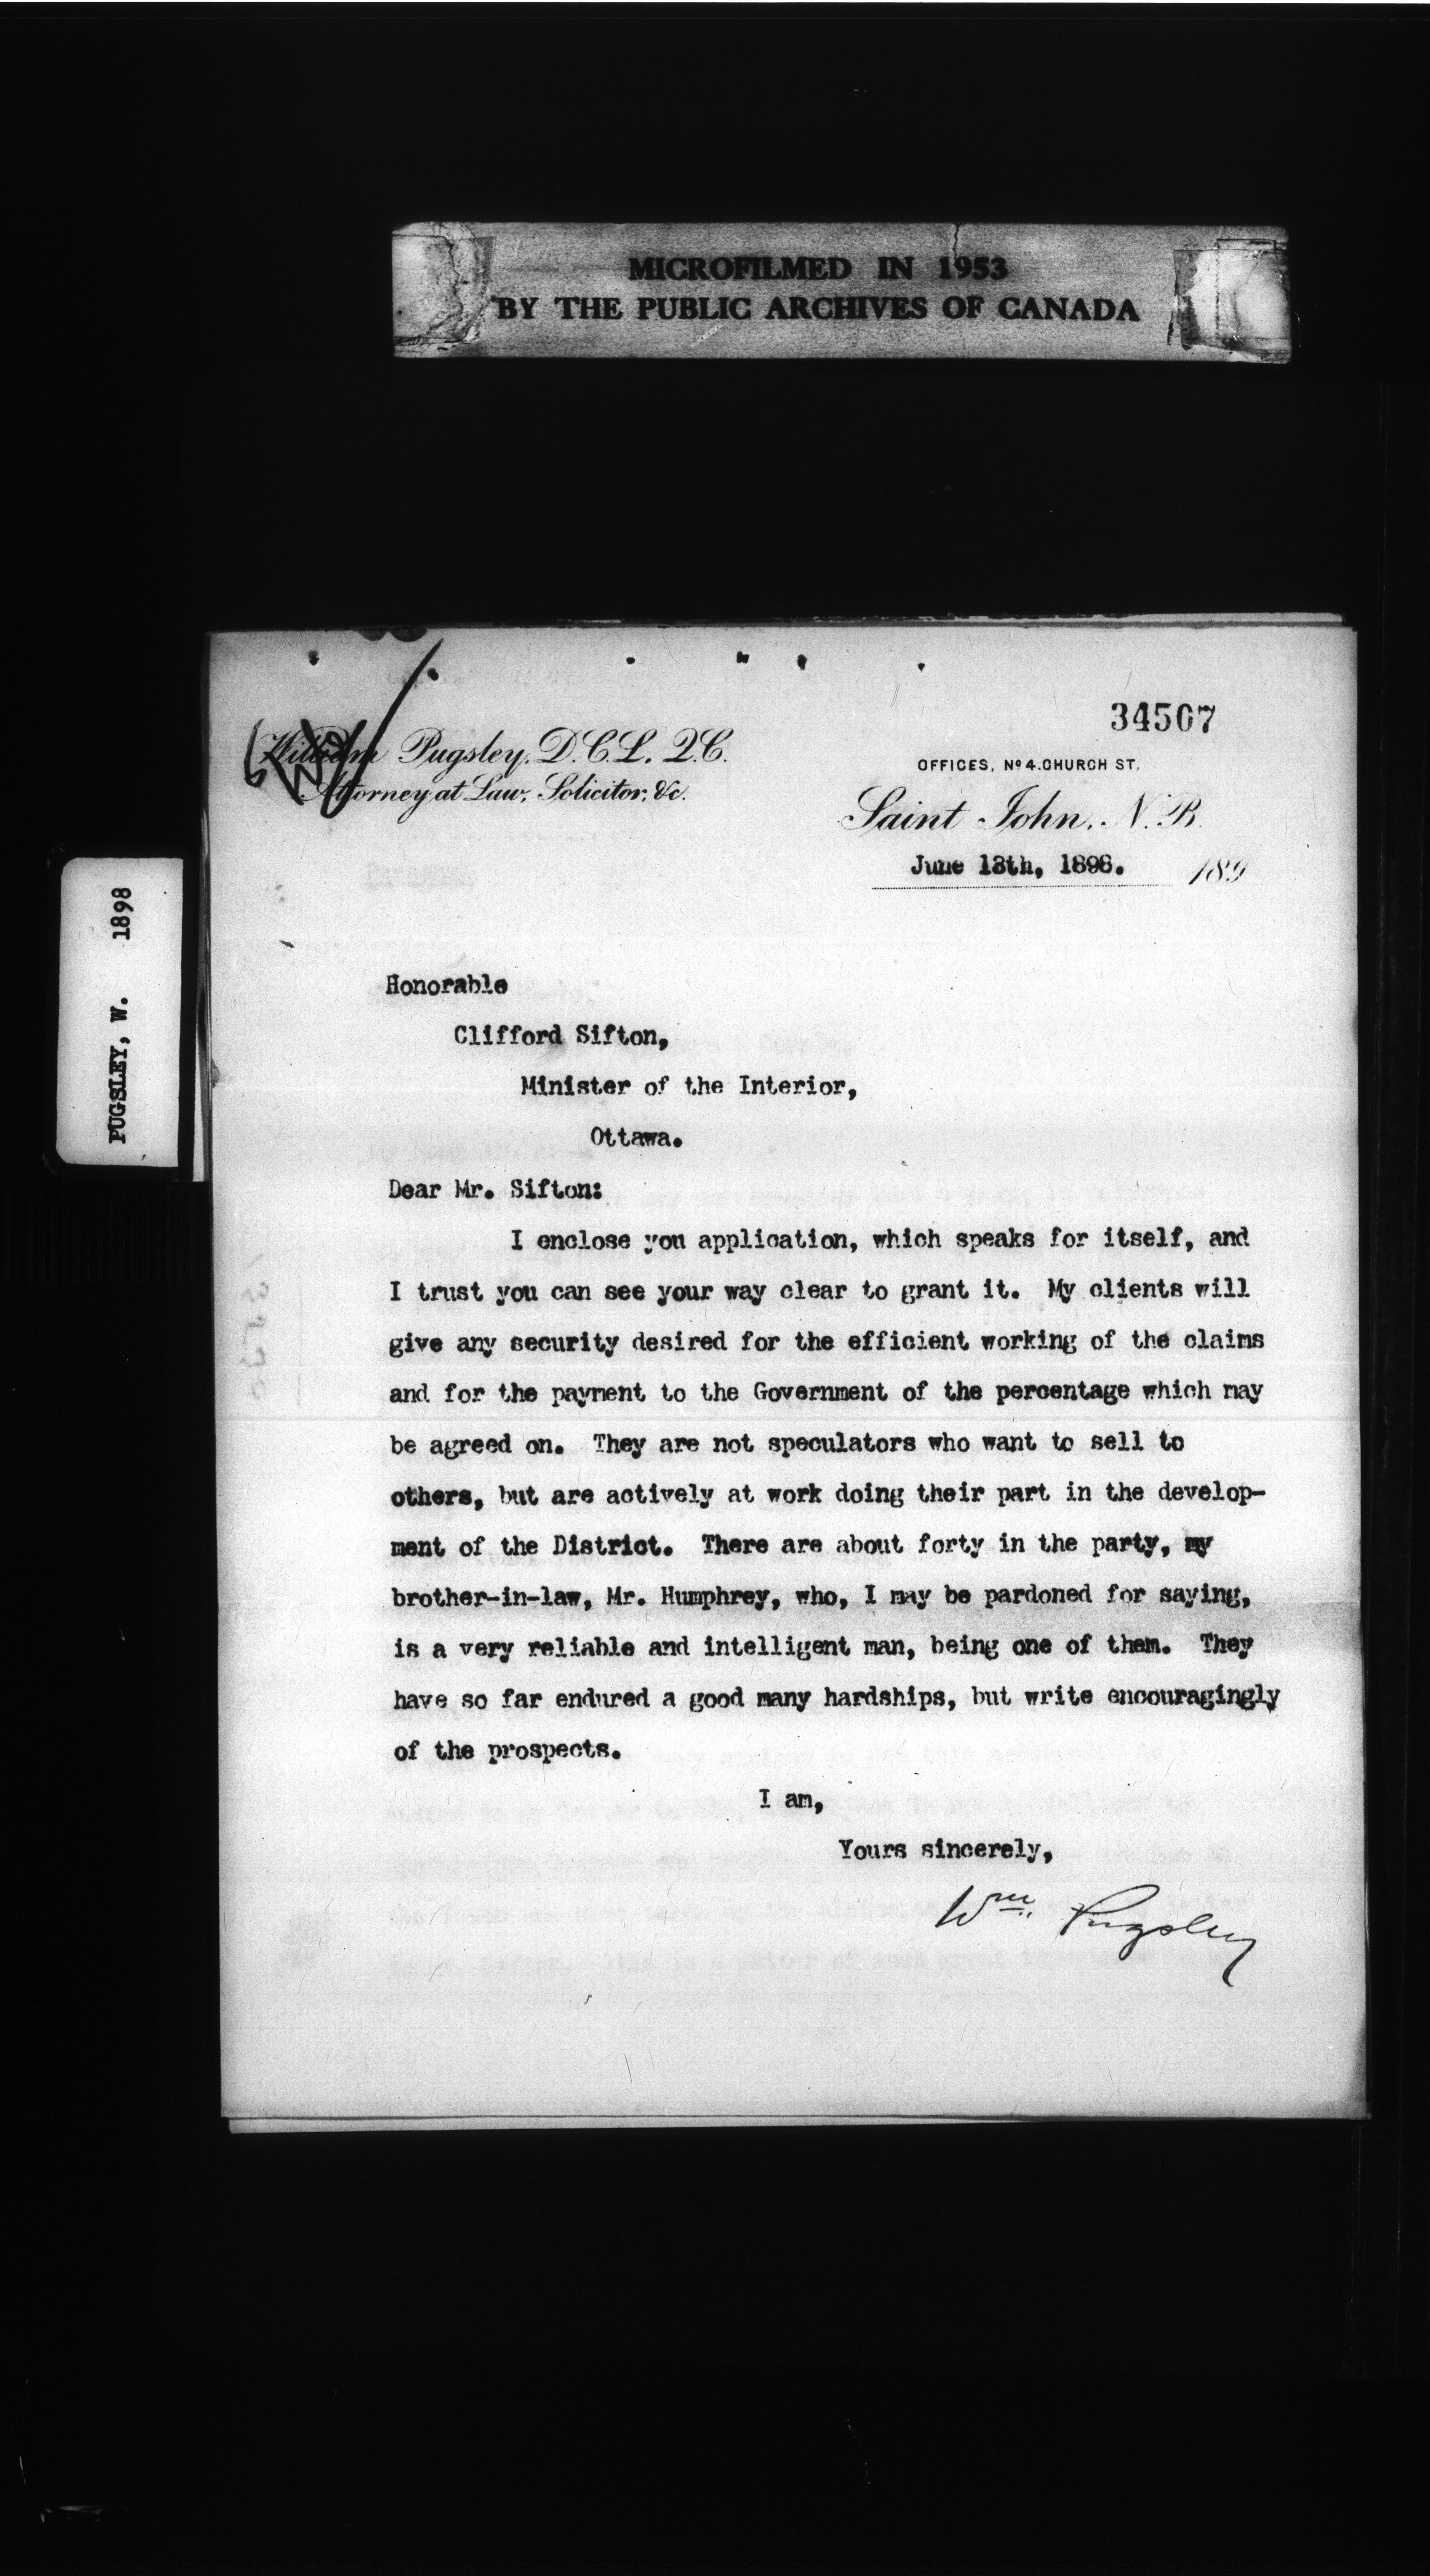 MICROFILMED IN 1953
BY THE PUBLIC ARCHIVES OF CANADA
PUGSLEY, W. 1898
34507
William Pugsley, D.C.L. Q.C.
Attorney at Law, Solicitor, &c.
OFFICES, No 4. CHURCH ST,
Saint John, N.B.
June 13th, 1898. 189
Honorable
Clifford Sifton,
Minister of the Interior,
Ottawa.
Dear Mr. Sifton:
I enclose you application, which speaks for itself, and
I trust you can see your way clear to grant it. My clients will
give any security desired for the efficient working of the claims
and for the payment to the Government of the percentage which may
be agreed on. They are not speculators who want to sell to
others, but are actively at work doing their part in the develop-
ment of the District. There are about forty in the party, my
brother-in-law, Mr. Humphrey, who, I may be pardoned for saying,
is a very reliable and intelligent man, being one of them. They
have so far endured a good many hardships, but write encouragingly
of the prospects.
I am,
Yours sincerely,
Wm. Pugsley